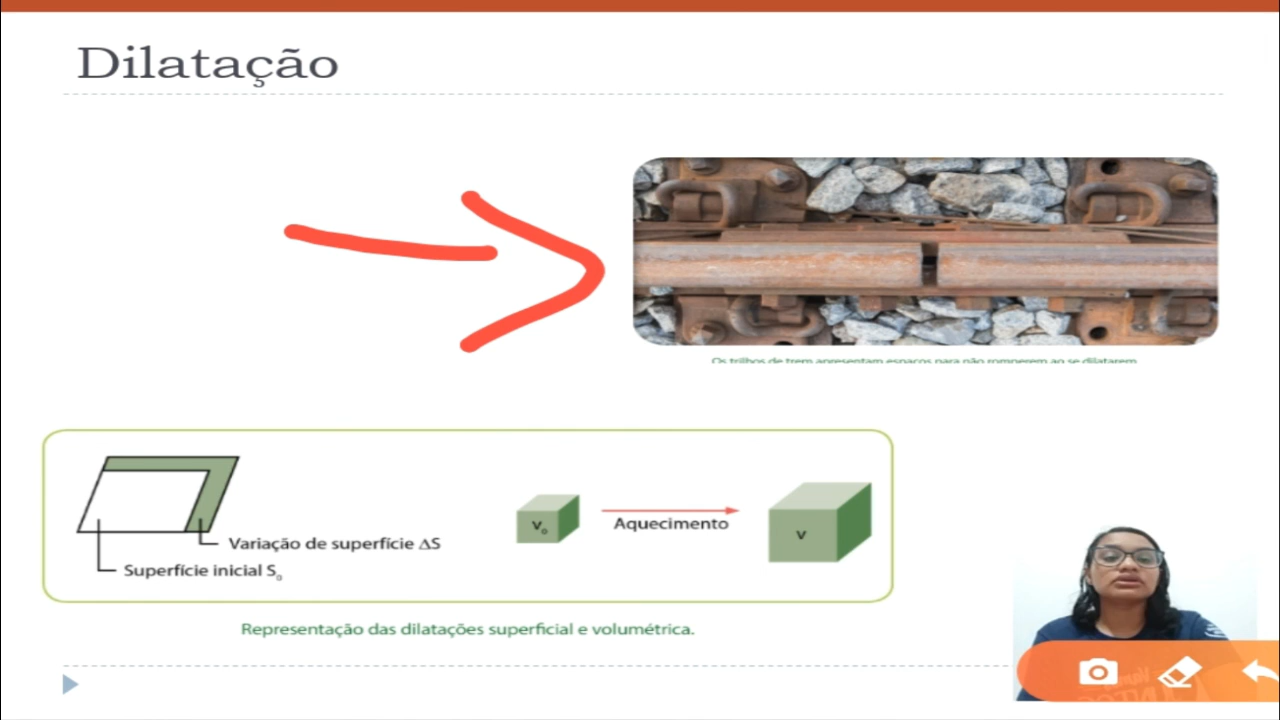 Dilatação
Os trilhos de trem apresentam espaços para não romperem ao se dilatarem
Variação de superfície ΔS
Superfície inicial S₀
V₀
Aquecimento
V
Representação das dilatações superficial e volumétrica.